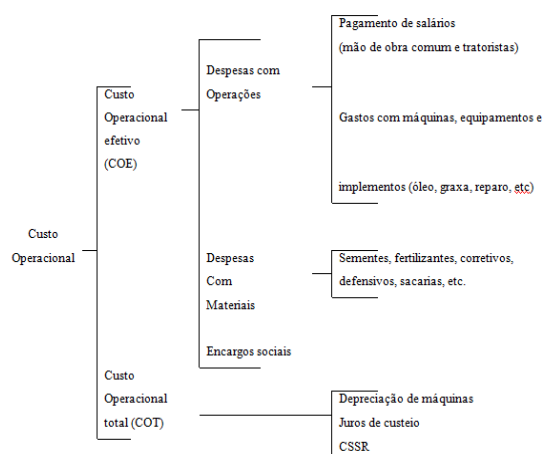 Pagamento de salários
(mão de obra comum e tratoristas)
Despesas com
Operações
Custo
Operacional
efetivo
(COE)
Gastos com máquinas, equipamentos e
implementos (óleo, graxa, reparo, etc)
Custo
Operacional
Despesas
Com
Materiais
Sementes, fertilizantes, corretivos,
defensivos, sacarias, etc.
Encargos sociais
Custo
Operacional
total (COT)
Depreciação de máquinas
Juros de custeio
CSSR